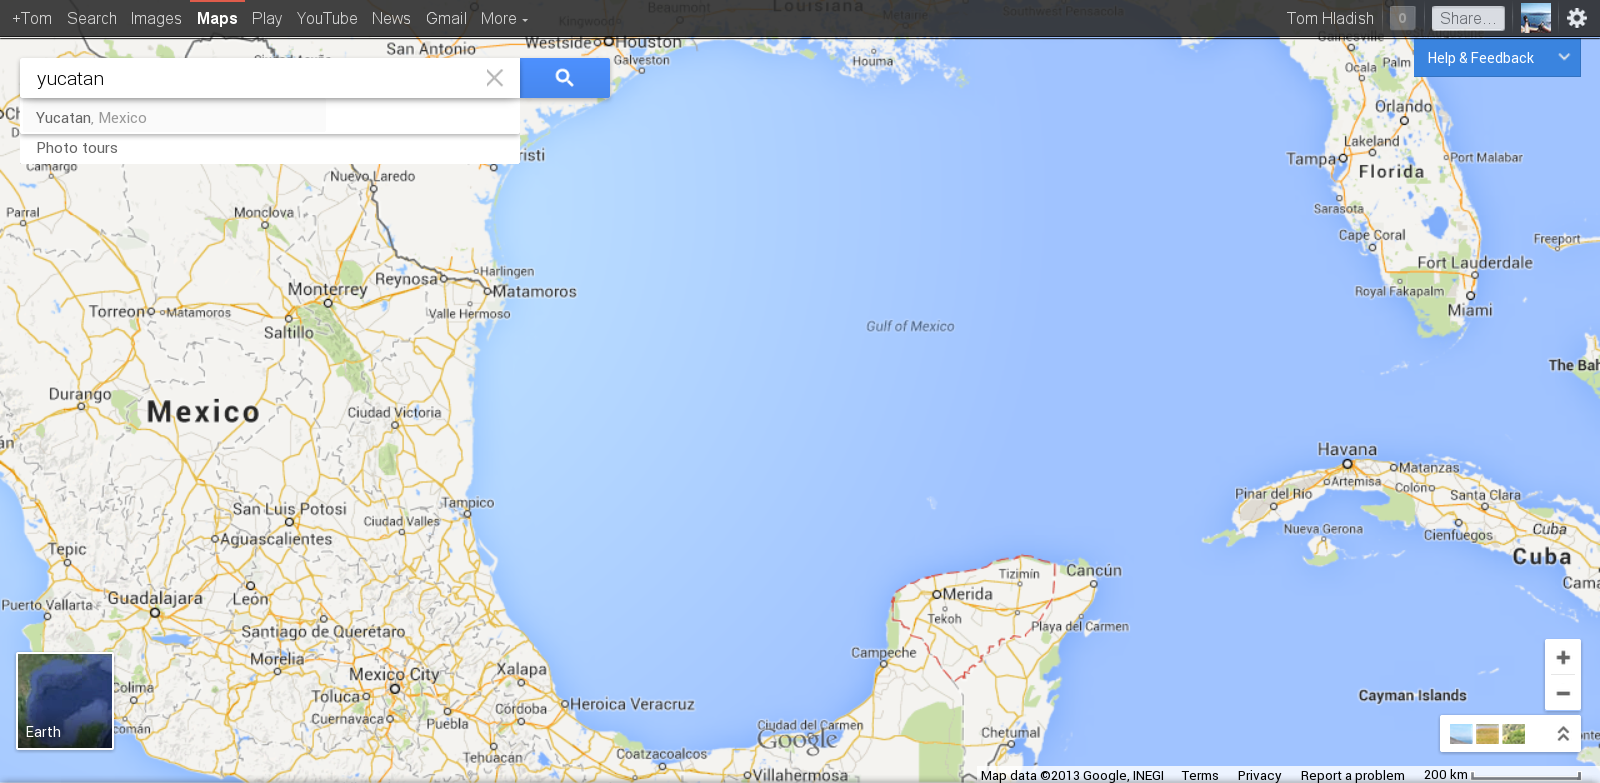 +Tom Search Images Maps Play YouTube News Gmail More
Tom Hladish 0 Share...
Beaumont
Louisiana
Southwest Pensacola
Kingwood
Gainesville
San Antonio
Westside
Houston
Galveston
Houma
Help & Feedback
yucatan
Yucatan, Mexico
Photo tours
Ocala
Palm
Orlando
Lakeland
Tampa
Port Malabar
Florida
Sarasota
Cape Coral
Freeport
Fort Lauderdale
Royal Fakapalm
Miami
The Bah
risti
Camargo
Nuevo Laredo
Parral
Monclova
Harlingen
Reynosa
Matamoros
Monterrey
Valle Hermoso
Torreon
Matamoros
Saltillo
Gulf of Mexico
Durango
Mexico
Ciudad Victoria
Havana
Matanzas
Artemisa
Colón
Pinar del Rio
Santa Clara
Nueva Gerona
Cienfuegos
Cuba
Cuba
Cama
Tampico
San Luis Potosi
Ciudad Valles
Aguascalientes
Tepic
Tizimín
Cancún
Merida
Tekoh
Playa del Carmen
Campeche
Puerto Vallarta
Guadalajara
León
Santiago de Querétaro
Morelia
Mexico City
Xalapa
Colima
Toluca
Heroica Veracruz
Cuernavaca
Puebla
Córdoba
Tehuacan
Coatzacoalcos
Ciudad del Carmen
Villahermosa
Chetumal
Cayman Islands
Earth
Google
Map data ©2013 Google, INEGI Terms Privacy Report a problem 200 km